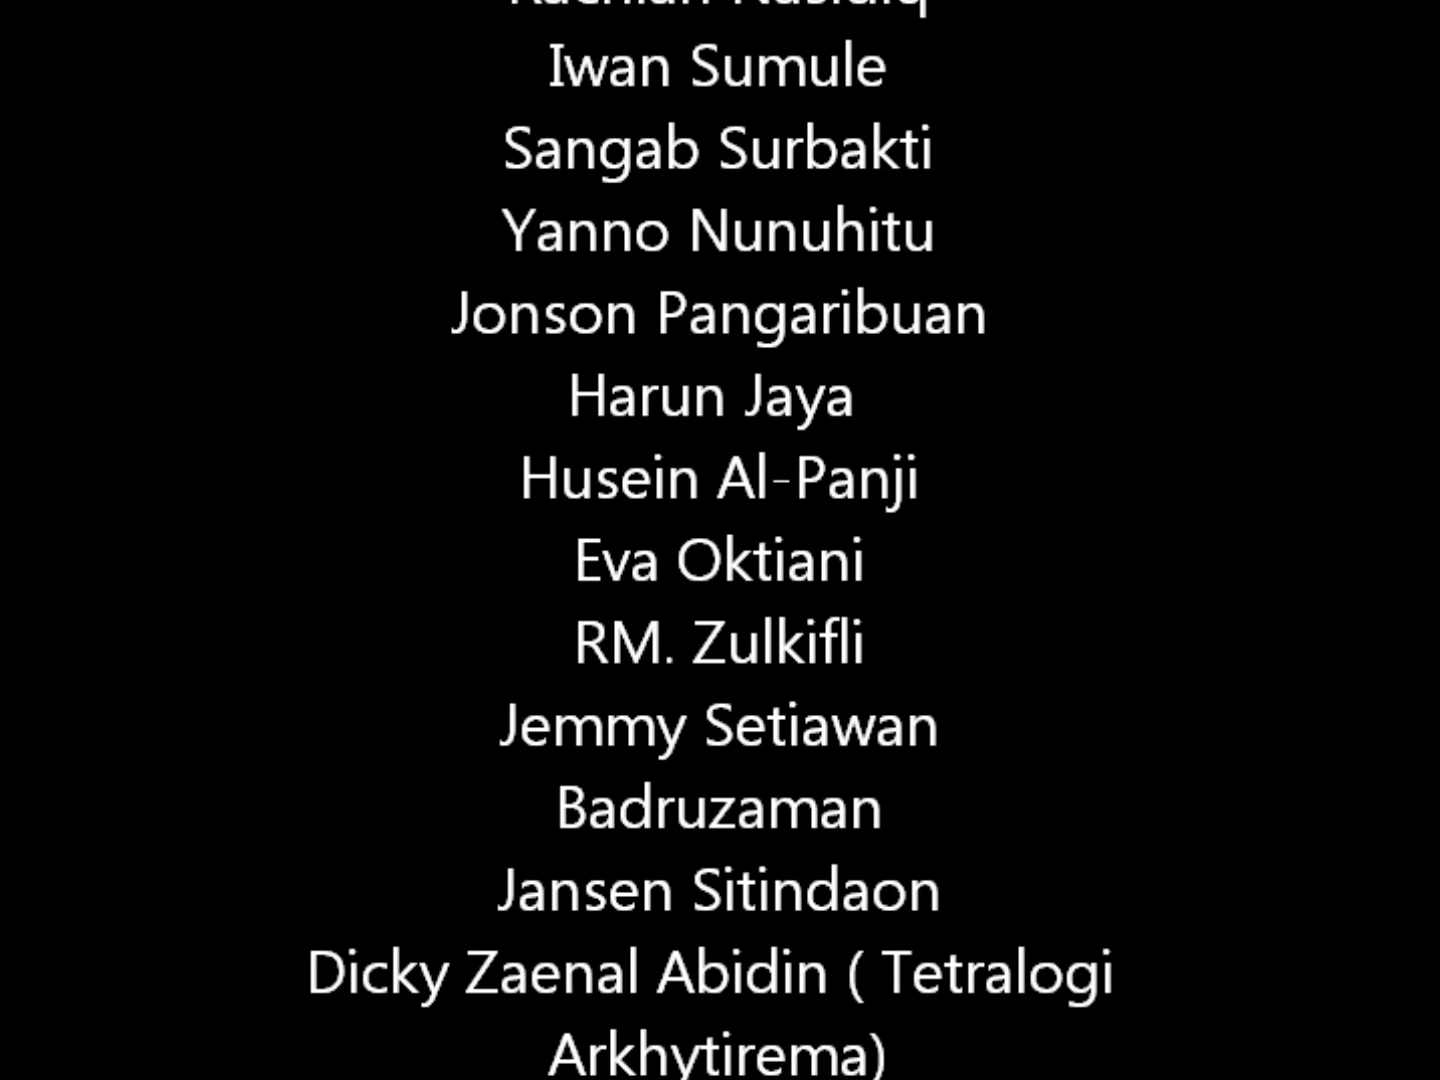 Iwan Sumule
Sangab Surbakti
Yanno Nunuhitu
Jonson Pangaribuan
Harun Jaya
Husein Al-Panji
Eva Oktiani
RM. Zulkifli
Jemmy Setiawan
Badruzaman
Jansen Sitindaon
Dicky Zaenal Abidin ( Tetralogi
Arkhytirema)